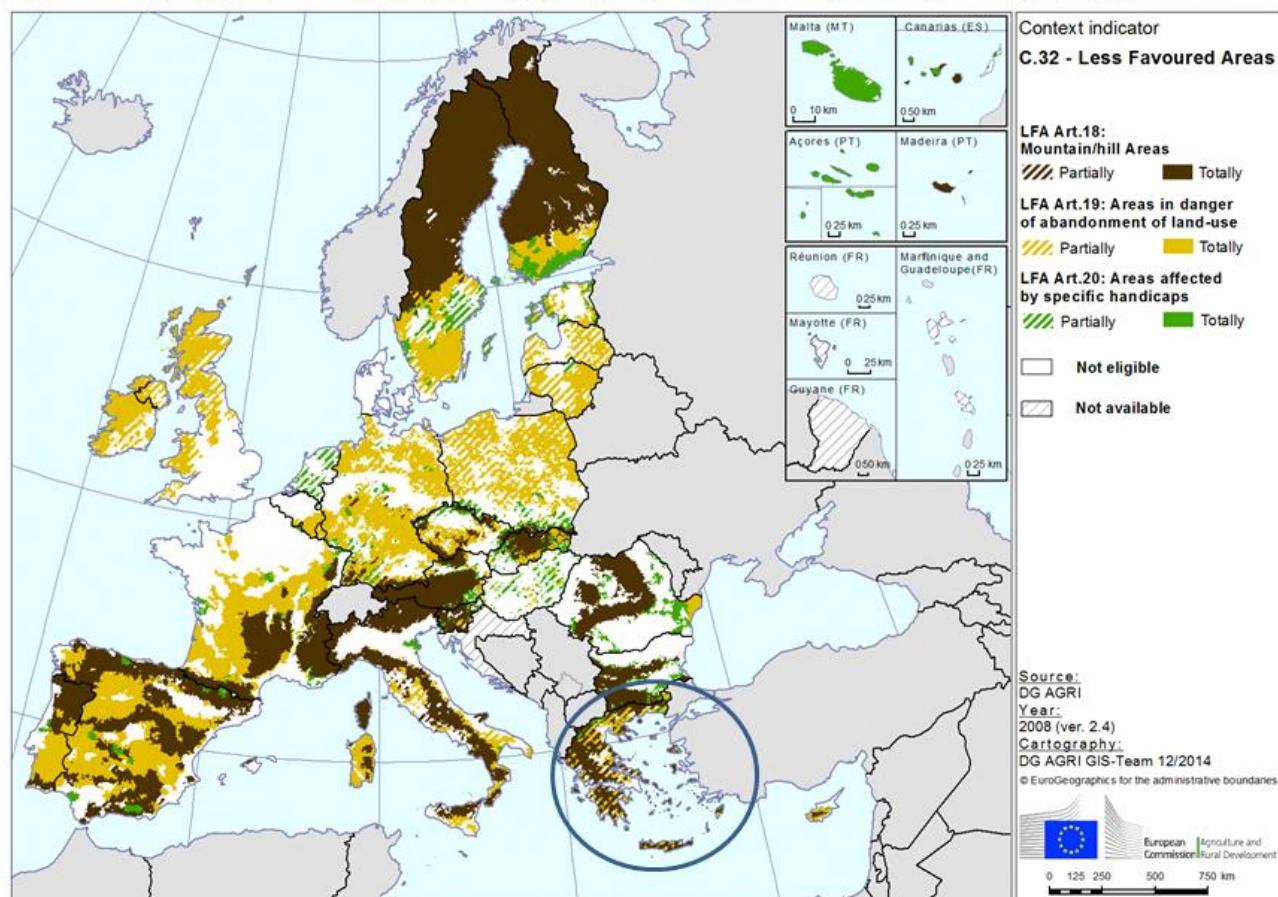 Malta (MT)
0 10 km
Canarias (ES)
0 50 km
Açores (PT)
0 25 km
Madeira (PT)
0 25 km
Réunion (FR)
0 25 km
Mayotte (FR)
0 25 km
Guyane (FR)
0 50 km
Martinique and
Guadeloupe(FR)
0 25 km
Context indicator
C.32 - Less Favoured Areas
LFA Art.18:
Mountain/hill Areas
Partially Totally
LFA Art.19: Areas in danger
of abandonment of land-use
Partially Totally
LFA Art.20: Areas affected
by specific handicaps
Partially Totally
Not eligible
Not available
Source:
DG AGRI
Year:
2008 (ver. 2.4)
Cartography:
DG AGRI GIS-Team 12/2014
© EuroGeographics for the administrative boundaries
European
Commission
Agriculture and
Rural Development
0 125 250 500 750 km